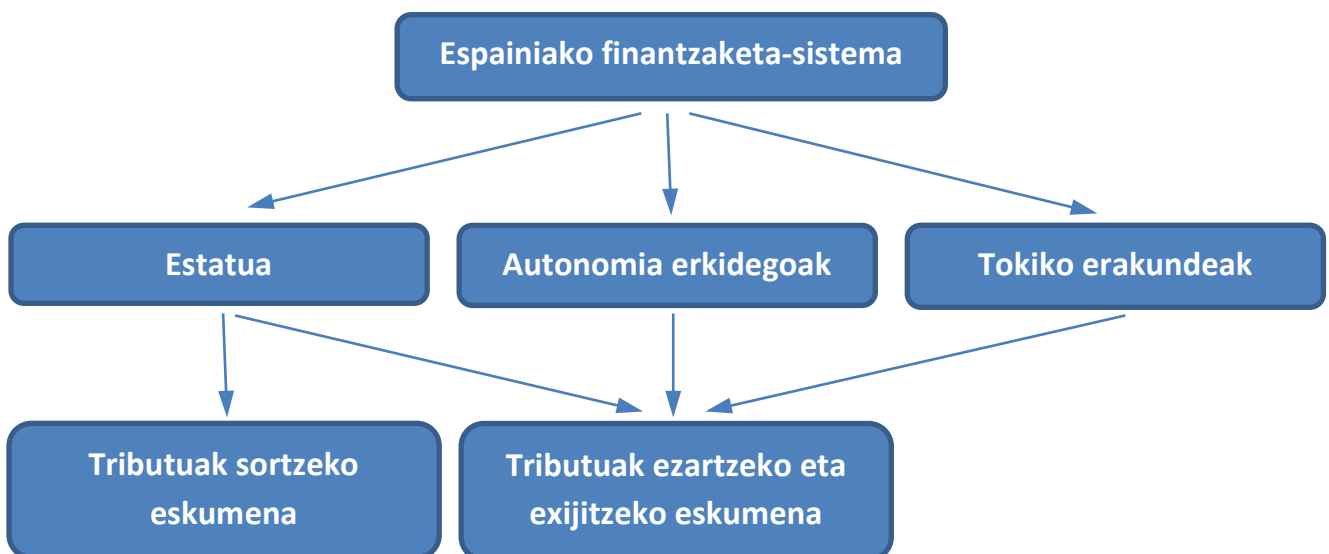 Espainiako finantzaketa-sistema
Estatua
Autonomia erkidegoak
Tokiko erakundeak
Tributuak sortzeko
eskumena
Tributuak ezartzeko eta
exijitzeko eskumena